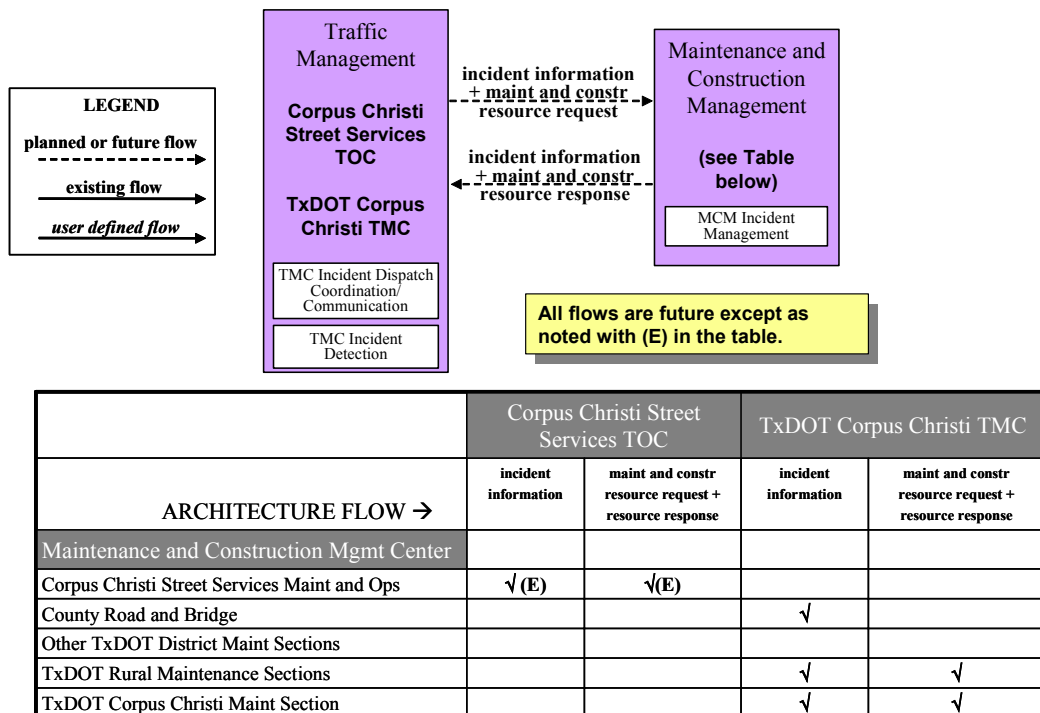 LEGEND
planned or future flow
existing flow
user defined flow
Traffic
Management
Corpus Christi
Street Services
TOC
TxDOT Corpus
Christi TMC
TMC Incident Dispatch
Coordination/
Communication
TMC Incident
Detection
incident information
+ maint and constr
resource request
incident information
+ maint and constr
resource response
Maintenance and
Construction
Management
(see Table
below)
MCM Incident
Management
All flows are future except as
noted with (E) in the table.
Corpus Christi Street
Services TOC
TxDOT Corpus Christi TMC
ARCHITECTURE FLOW →
incident
information
maint and constr
resource request +
resource response
incident
information
maint and constr
resource request +
resource response
Maintenance and Construction Mgmt Center
Corpus Christi Street Services Maint and Ops √ (E) √(E)
County Road and Bridge √
Other TxDOT District Maint Sections
TxDOT Rural Maintenance Sections √ √
TxDOT Corpus Christi Maint Section √ √